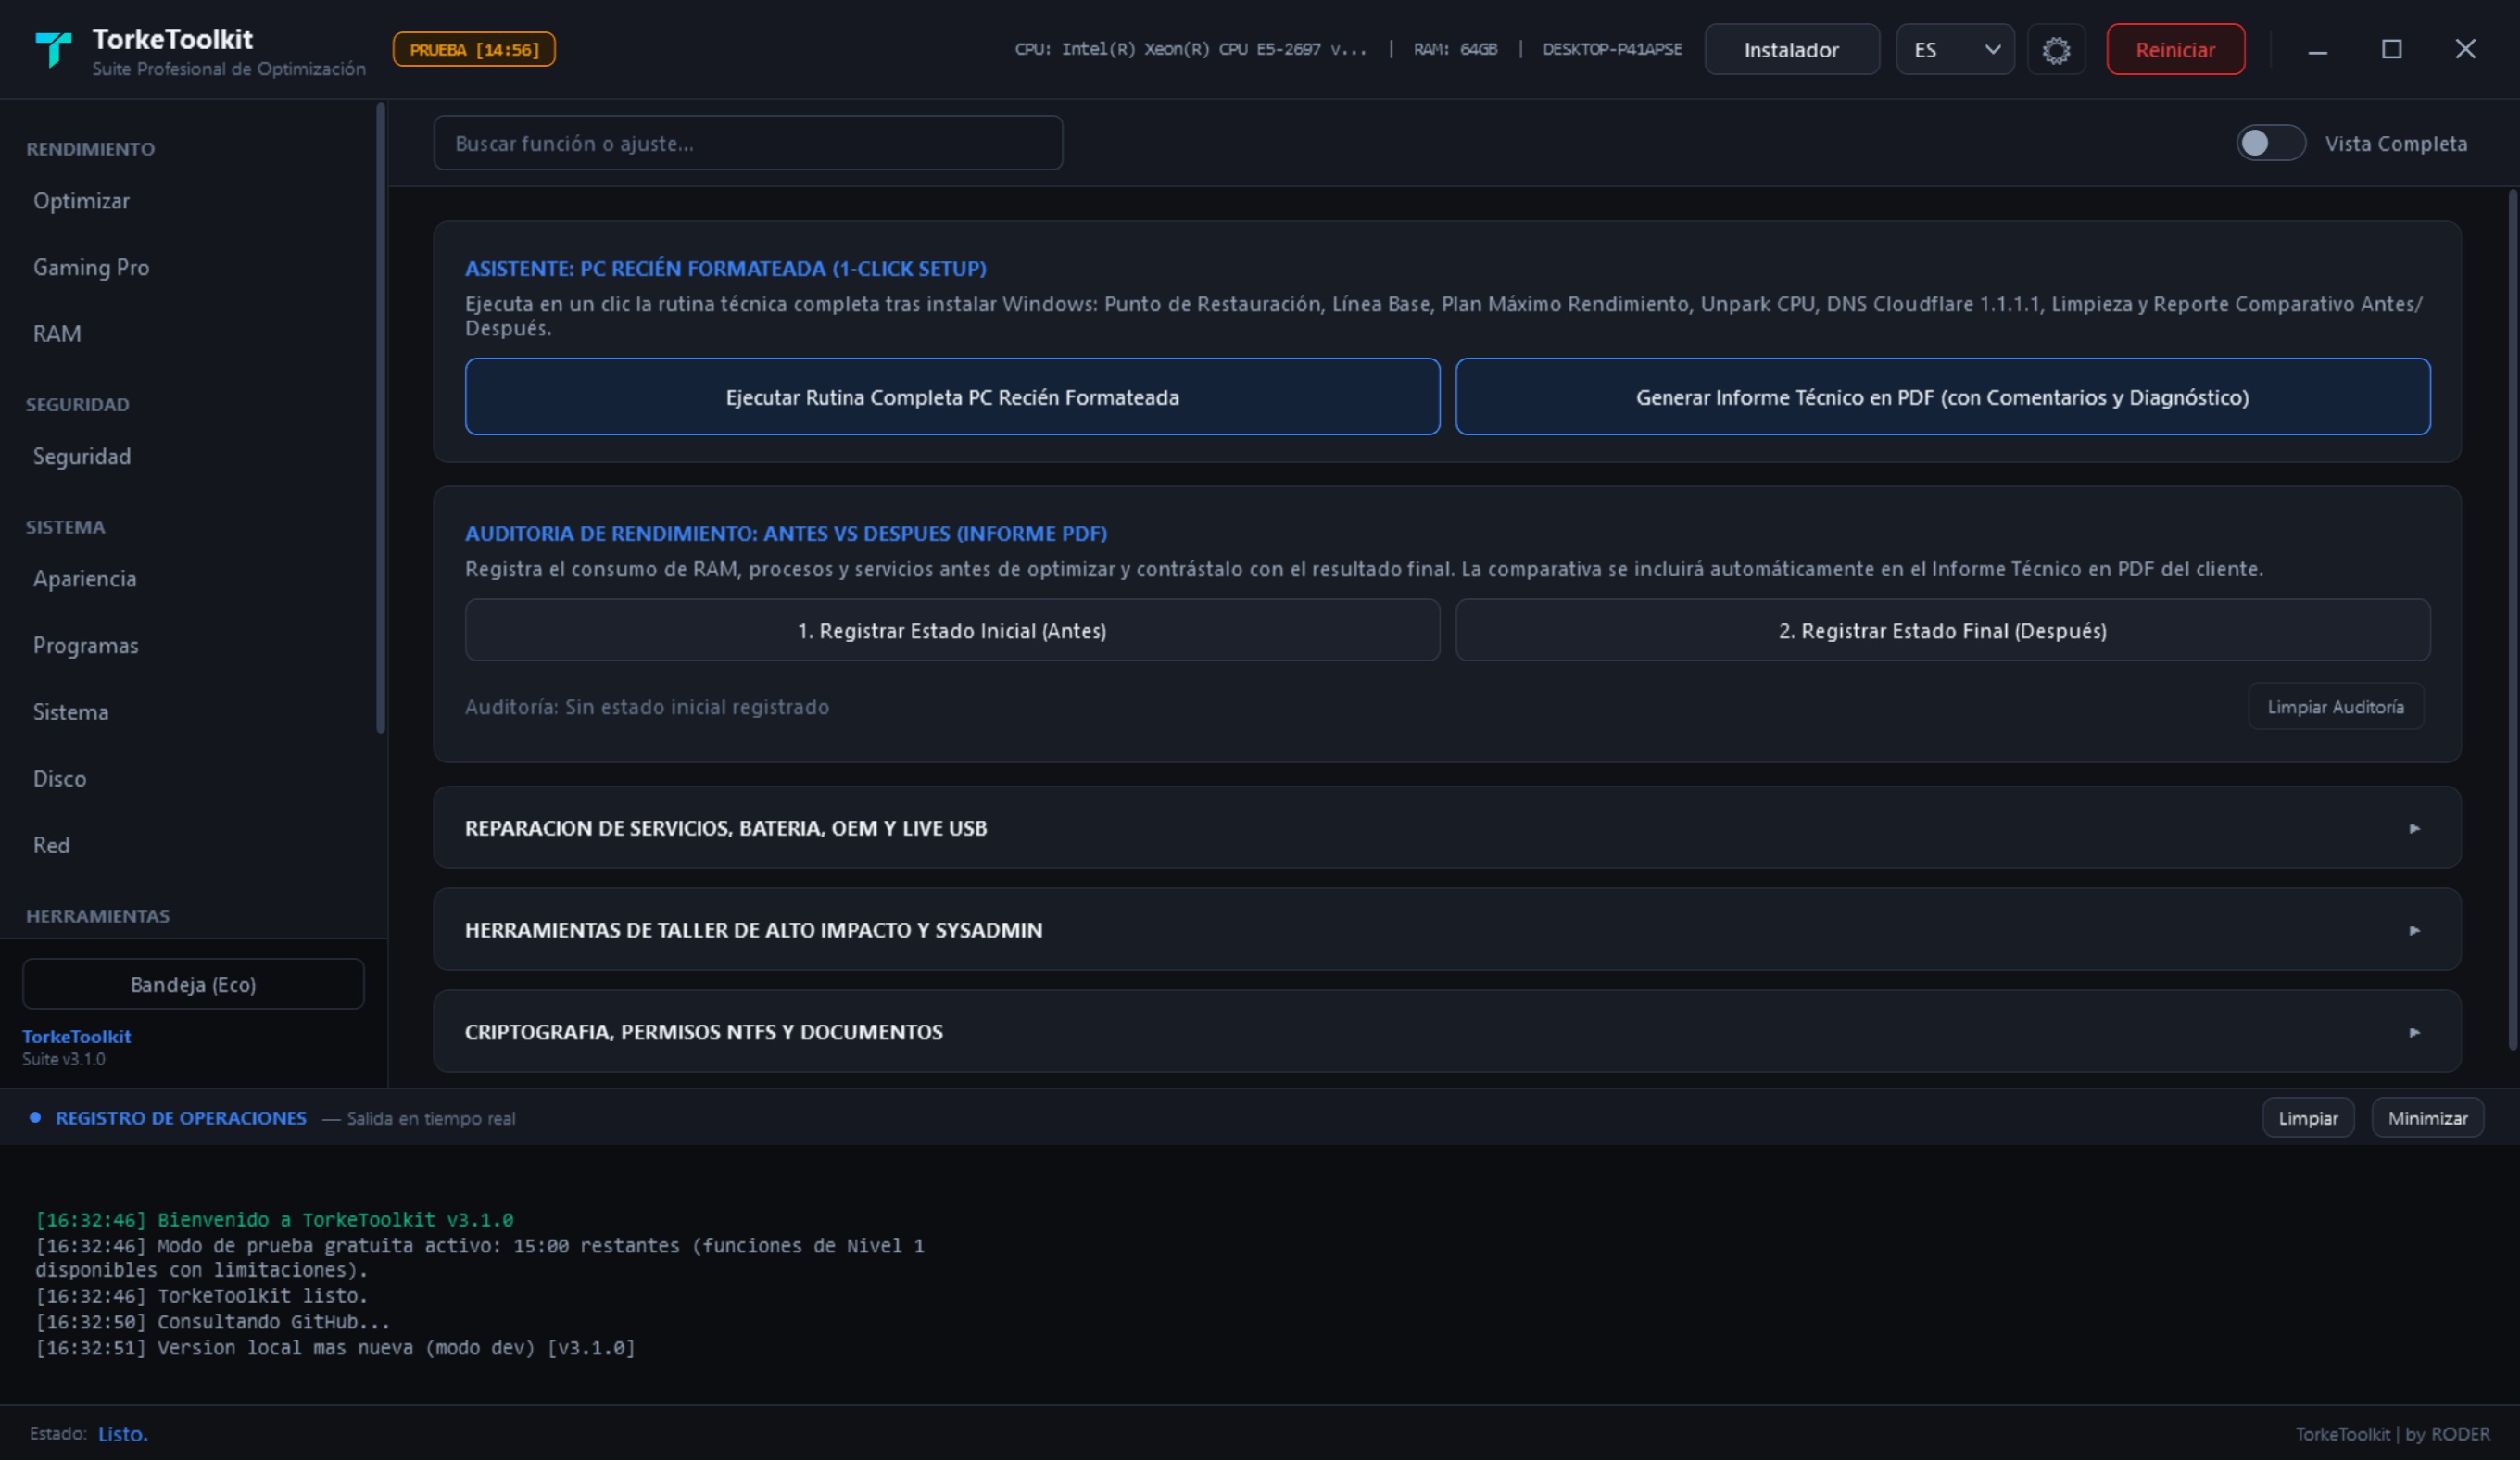 TorkeToolkit
Suite Profesional de Optimización
PRUEBA [14:56]
CPU: Intel(R) Xeon(R) CPU E5-2697 v... | RAM: 64GB | DESKTOP-P41APSE
Instalador
ES
Reiniciar
RENDIMIENTO
Optimizar
Gaming Pro
RAM
SEGURIDAD
Seguridad
SISTEMA
Apariencia
Programas
Sistema
Disco
Red
HERRAMIENTAS
Bandeja (Eco)
TorkeToolkit
Suite v3.1.0
Buscar función o ajuste...
Vista Completa
ASISTENTE: PC RECIÉN FORMATEADA (1-CLICK SETUP)
Ejecuta en un clic la rutina técnica completa tras instalar Windows: Punto de Restauración, Línea Base, Plan Máximo Rendimiento, Unpark CPU, DNS Cloudflare 1.1.1.1, Limpieza y Reporte Comparativo Antes/
Después.
Ejecutar Rutina Completa PC Recién Formateada
Generar Informe Técnico en PDF (con Comentarios y Diagnóstico)
AUDITORIA DE RENDIMIENTO: ANTES VS DESPUES (INFORME PDF)
Registra el consumo de RAM, procesos y servicios antes de optimizar y contrástalo con el resultado final. La comparativa se incluirá automáticamente en el Informe Técnico en PDF del cliente.
1. Registrar Estado Inicial (Antes)
2. Registrar Estado Final (Después)
Auditoría: Sin estado inicial registrado
Limpiar Auditoría
REPARACION DE SERVICIOS, BATERIA, OEM Y LIVE USB
HERRAMIENTAS DE TALLER DE ALTO IMPACTO Y SYSADMIN
CRIPTOGRAFIA, PERMISOS NTFS Y DOCUMENTOS
REGISTRO DE OPERACIONES — Salida en tiempo real
Limpiar
Minimizar
[16:32:46] Bienvenido a TorkeToolkit v3.1.0
[16:32:46] Modo de prueba gratuita activo: 15:00 restantes (funciones de Nivel 1
disponibles con limitaciones).
[16:32:46] TorkeToolkit listo.
[16:32:50] Consultando GitHub...
[16:32:51] Version local mas nueva (modo dev) [v3.1.0]
Estado: Listo.
TorkeToolkit | by RODER